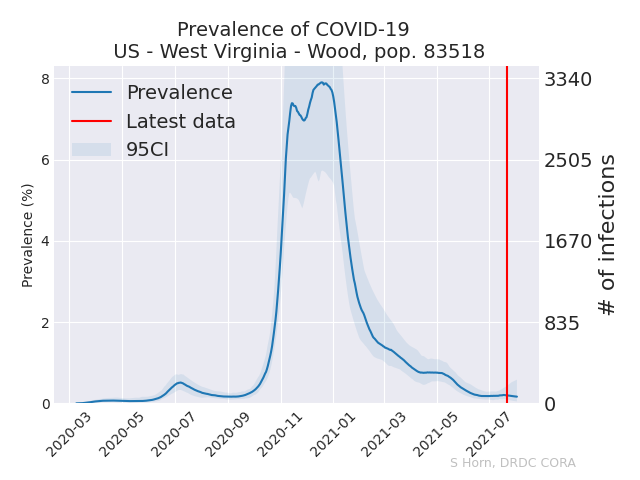 Prevalence of COVID-19
US - West Virginia - Wood, pop. 83518
Prevalence
Latest data
95CI
8
6
4
2
0
Prevalence (%)
3340
2505
1670
835
0
# of infections
2020-03
2020-05
2020-07
2020-09
2020-11
2021-01
2021-03
2021-05
2021-07
S Horn, DRDC CORA